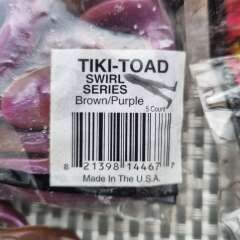 TIKI-TOAD
SWIRL
SERIES
Brown/Purple
5 Count
8 21398 14467 7
Made In The U.S.A.